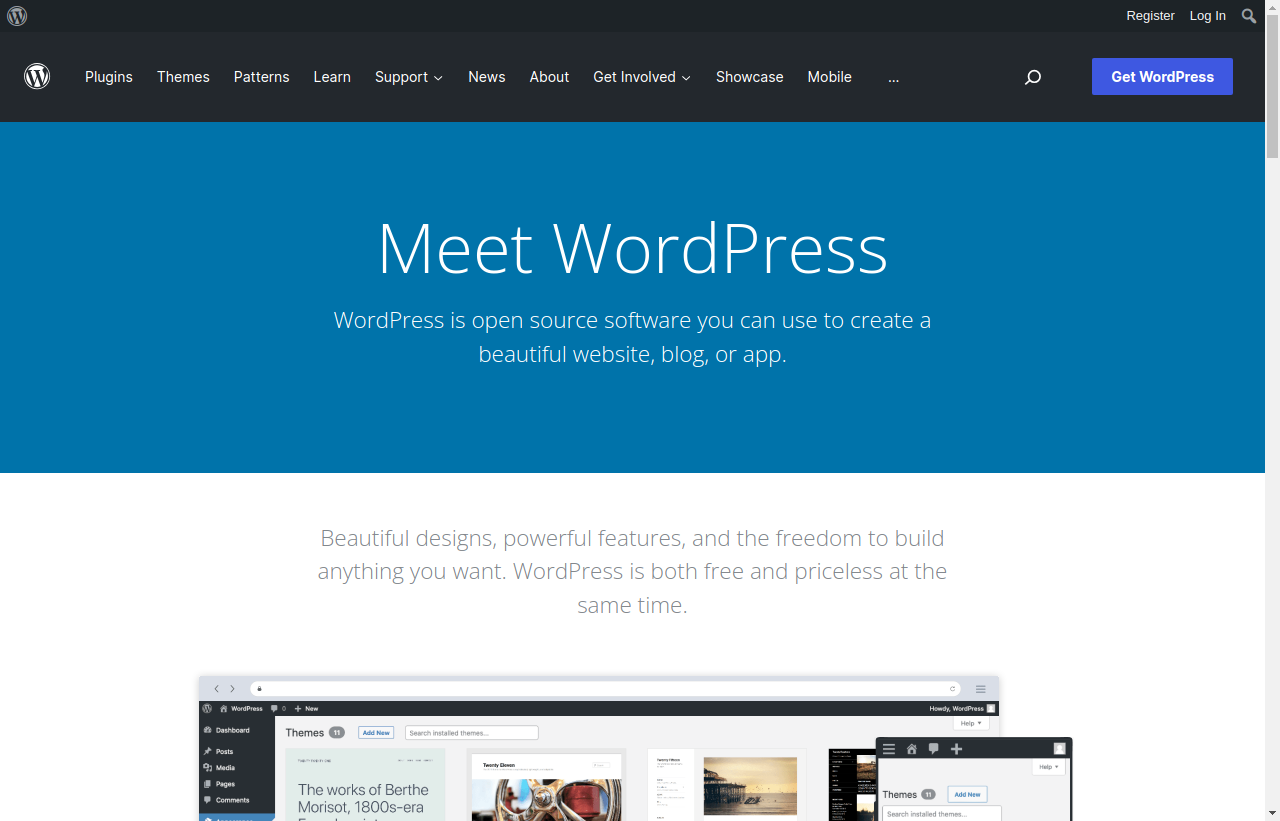 Register Log In
Plugins Themes Patterns Learn Support News About Get Involved Showcase Mobile ... Get WordPress
Meet WordPress
WordPress is open source software you can use to create a
beautiful website, blog, or app.
Beautiful designs, powerful features, and the freedom to build
anything you want. WordPress is both free and priceless at the
same time.
WordPress 0 New Howdy, WordPress
Dashboard
Help
Themes 11 Add New Search installed themes...
Posts
Media
Pages
Comments
Twenty Eleven
The works of Berthe
Morisot, 1800s-era
Help
Themes 11 Add New
Search installed themes...